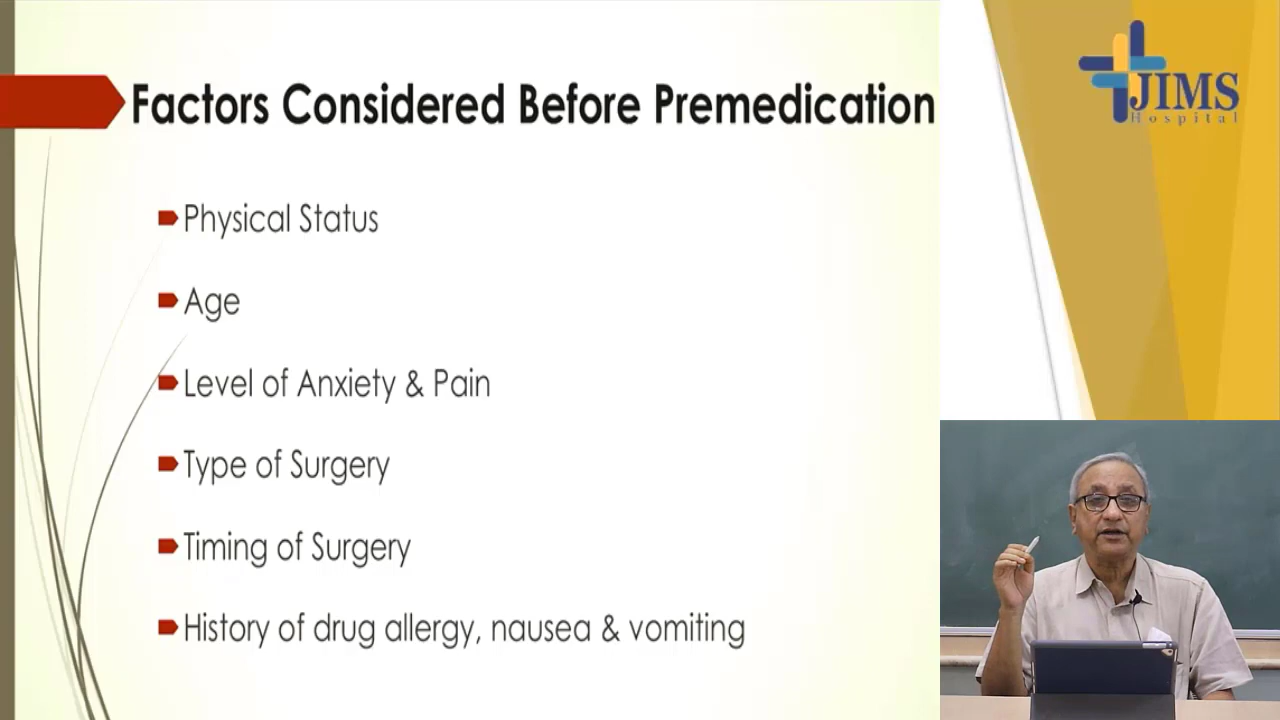 Factors Considered Before Premedication
Physical Status
Age
Level of Anxiety & Pain
Type of Surgery
Timing of Surgery
History of drug allergy, nausea & vomiting
JIMS
Hospital